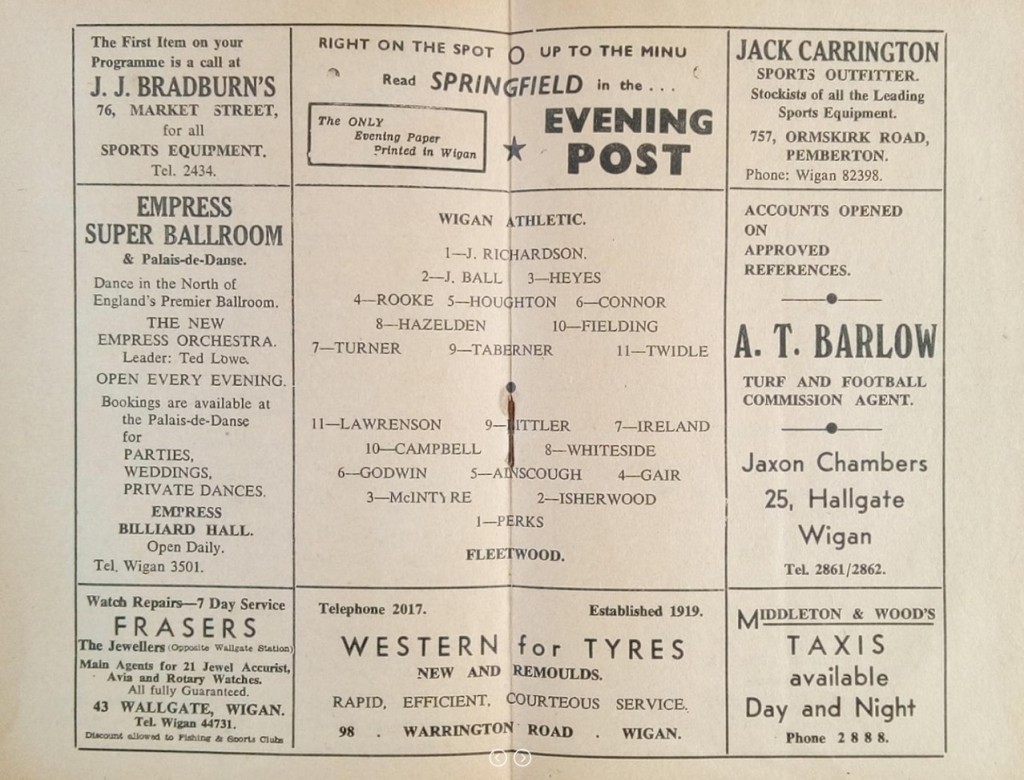 The First Item on your
Programme is a call at
J. J. BRADBURN'S
76, MARKET STREET,
for all
SPORTS EQUIPMENT.
Tel. 2434.
EMPRESS
SUPER BALLROOM
& Palais-de-Danse.
Dance in the North of
England's Premier Ballroom.
THE NEW
EMPRESS ORCHESTRA.
Leader: Ted Lowe.
OPEN EVERY EVENING.
Bookings are available at
the Palais-de-Danse
for
PARTIES,
WEDDINGS,
PRIVATE DANCES.
EMPRESS
BILLIARD HALL.
Open Daily.
Tel. Wigan 3501.
Watch Repairs—7 Day Service
FRASERS
The Jewellers (Opposite Wallgate Station)
Main Agents for 21 Jewel Accurist,
Avia and Rotary Watches.
All fully Guaranteed.
43 WALLGATE, WIGAN.
Tel. Wigan 44731.
Discount allowed to Fishing & Sports Clubs
RIGHT ON THE SPOT O UP TO THE MINU
Read SPRINGFIELD in the ...
The ONLY
Evening Paper
Printed in Wigan
EVENING
POST
WIGAN ATHLETIC.
1—J. RICHARDSON.
2—J. BALL 3—HEYES
4—ROOKE 5—HOUGHTON 6—CONNOR
8—HAZELDEN 10—FIELDING
7—TURNER 9—TABERNER 11—TWIDLE
11—LAWRENSON 9—LITTLER 7—IRELAND
10—CAMPBELL 8—WHITESIDE
6—GODWIN 5—AINSCOUGH 4—GAIR
3—McINTYRE 2—ISHERWOOD
1—PERKS
FLEETWOOD.
Telephone 2017. Established 1919.
WESTERN for TYRES
NEW AND REMOULDS.
RAPID, EFFICIENT, COURTEOUS SERVICE.
98 . WARRINGTON ROAD . WIGAN.
JACK CARRINGTON
SPORTS OUTFITTER.
Stockists of all the Leading
Sports Equipment.
757, ORMSKIRK ROAD,
PEMBERTON.
Phone: Wigan 82398.
ACCOUNTS OPENED
ON
APPROVED
REFERENCES.
A. T. BARLOW
TURF AND FOOTBALL
COMMISSION AGENT.
Jaxon Chambers
25, Hallgate
Wigan
Tel. 2861/2862.
MIDDLETON & WOOD'S
TAXIS
available
Day and Night
Phone 2888.